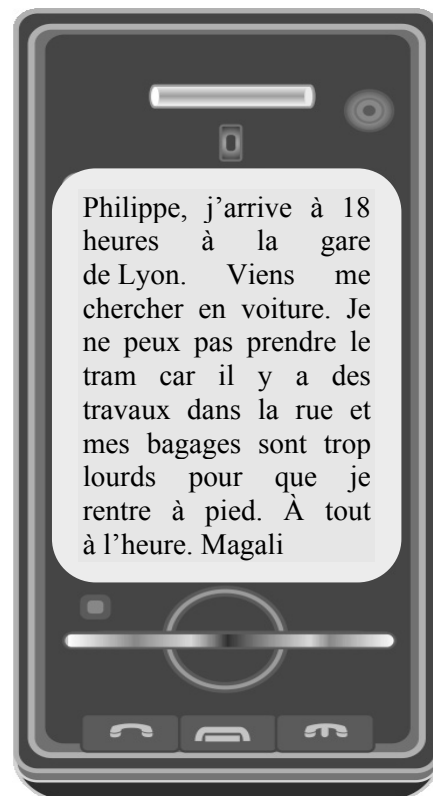 Philippe, j’arrive à 18
heures à la gare
de Lyon. Viens me
chercher en voiture. Je
ne peux pas prendre le
tram car il y a des
travaux dans la rue et
mes bagages sont trop
lourds pour que je
rentre à pied. À tout
à l’heure. Magali